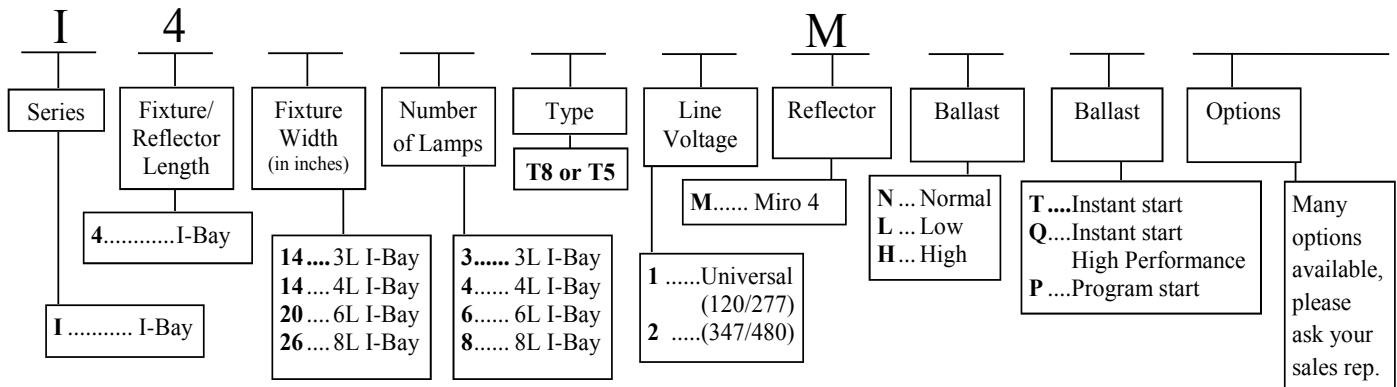 I 4 M
Series
Fixture/
Reflector
Length
Fixture
Width
(in inches)
Number
of Lamps
Type
Line
Voltage
Reflector
Ballast
Ballast
Options
T8 or T5
4............I-Bay
I ........... I-Bay
14....3L I-Bay
14....4L I-Bay
20....6L I-Bay
26....8L I-Bay
3...... 3L I-Bay
4...... 4L I-Bay
6...... 6L I-Bay
8...... 8L I-Bay
1 ......Universal
(120/277)
2 .....(347/480)
M...... Miro 4
N ... Normal
L ... Low
H ... High
T ....Instant start
Q....Instant start
High Performance
P ....Program start
Many
options
available,
please
ask your
sales rep.